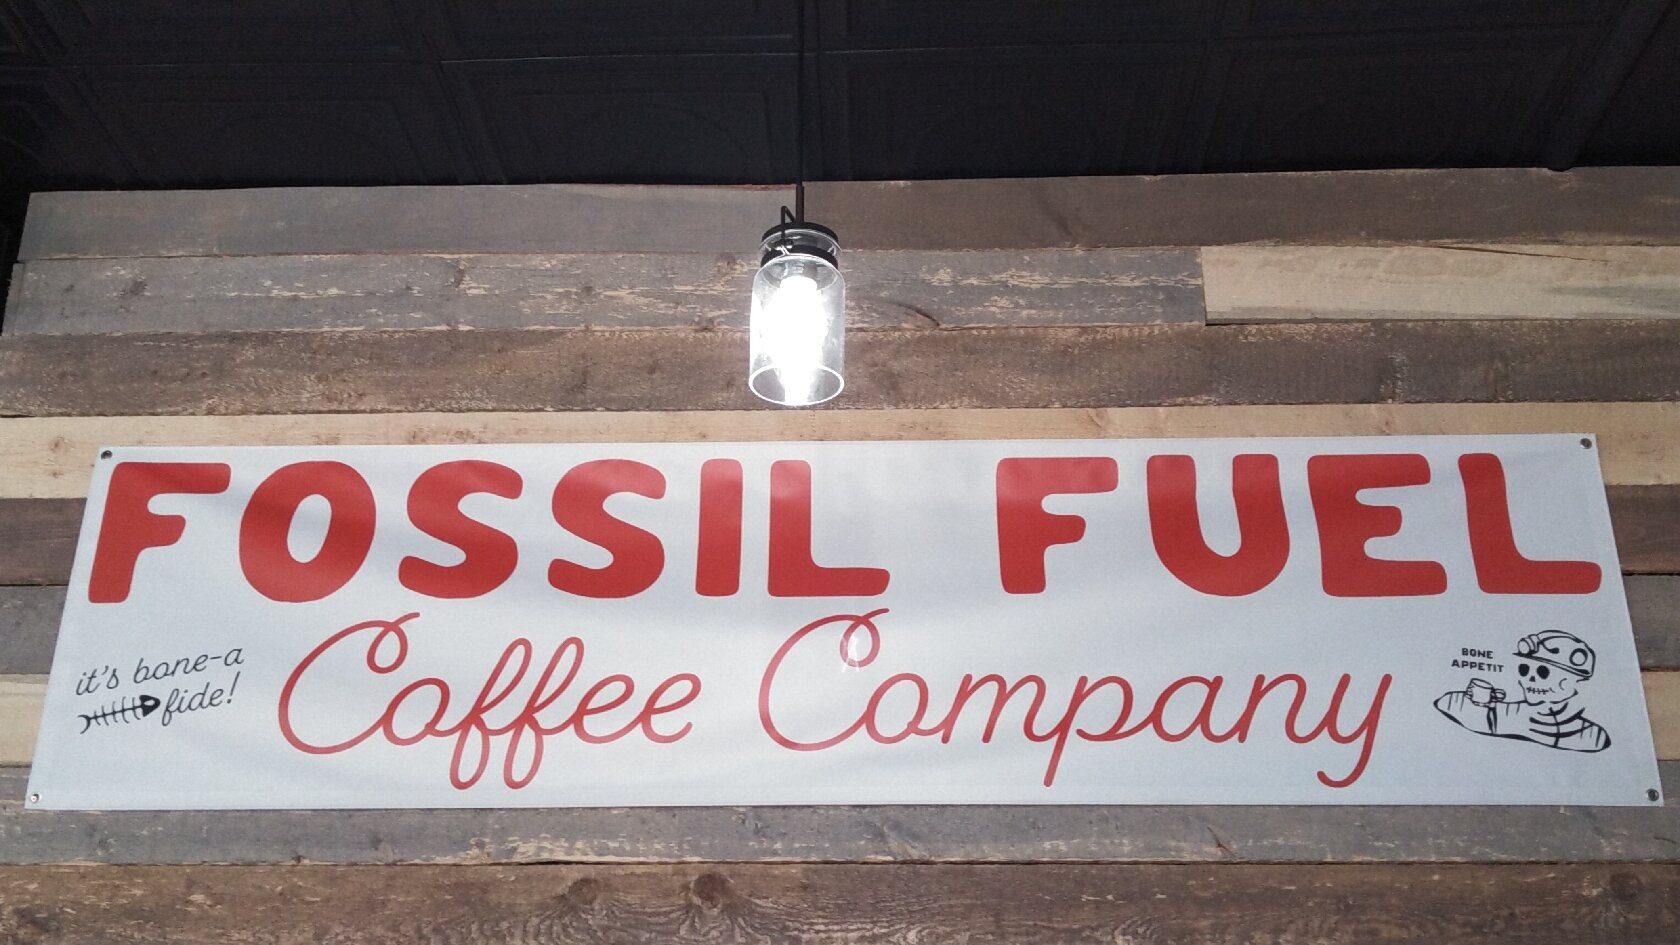 FOSSIL FUEL
Coffee Company
it's bone-a
fide!
BONE
APPETIT